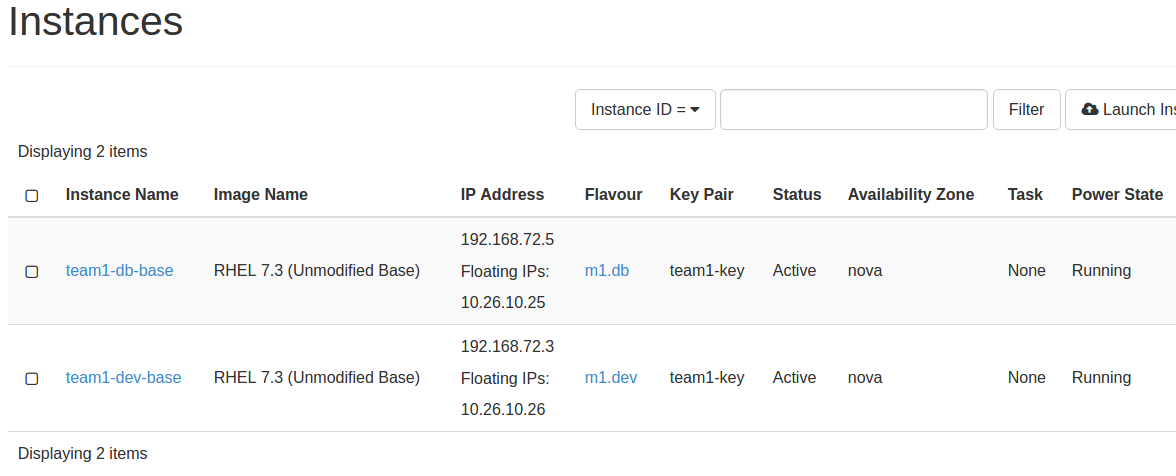 Instances
Instance ID = Filter Launch Ins
Displaying 2 items
Instance Name Image Name IP Address Flavour Key Pair Status Availability Zone Task Power State
192.168.72.5
team1-db-base RHEL 7.3 (Unmodified Base) Floating IPs: m1.db team1-key Active nova None Running
10.26.10.25
192.168.72.3
team1-dev-base RHEL 7.3 (Unmodified Base) Floating IPs: m1.dev team1-key Active nova None Running
10.26.10.26
Displaying 2 items